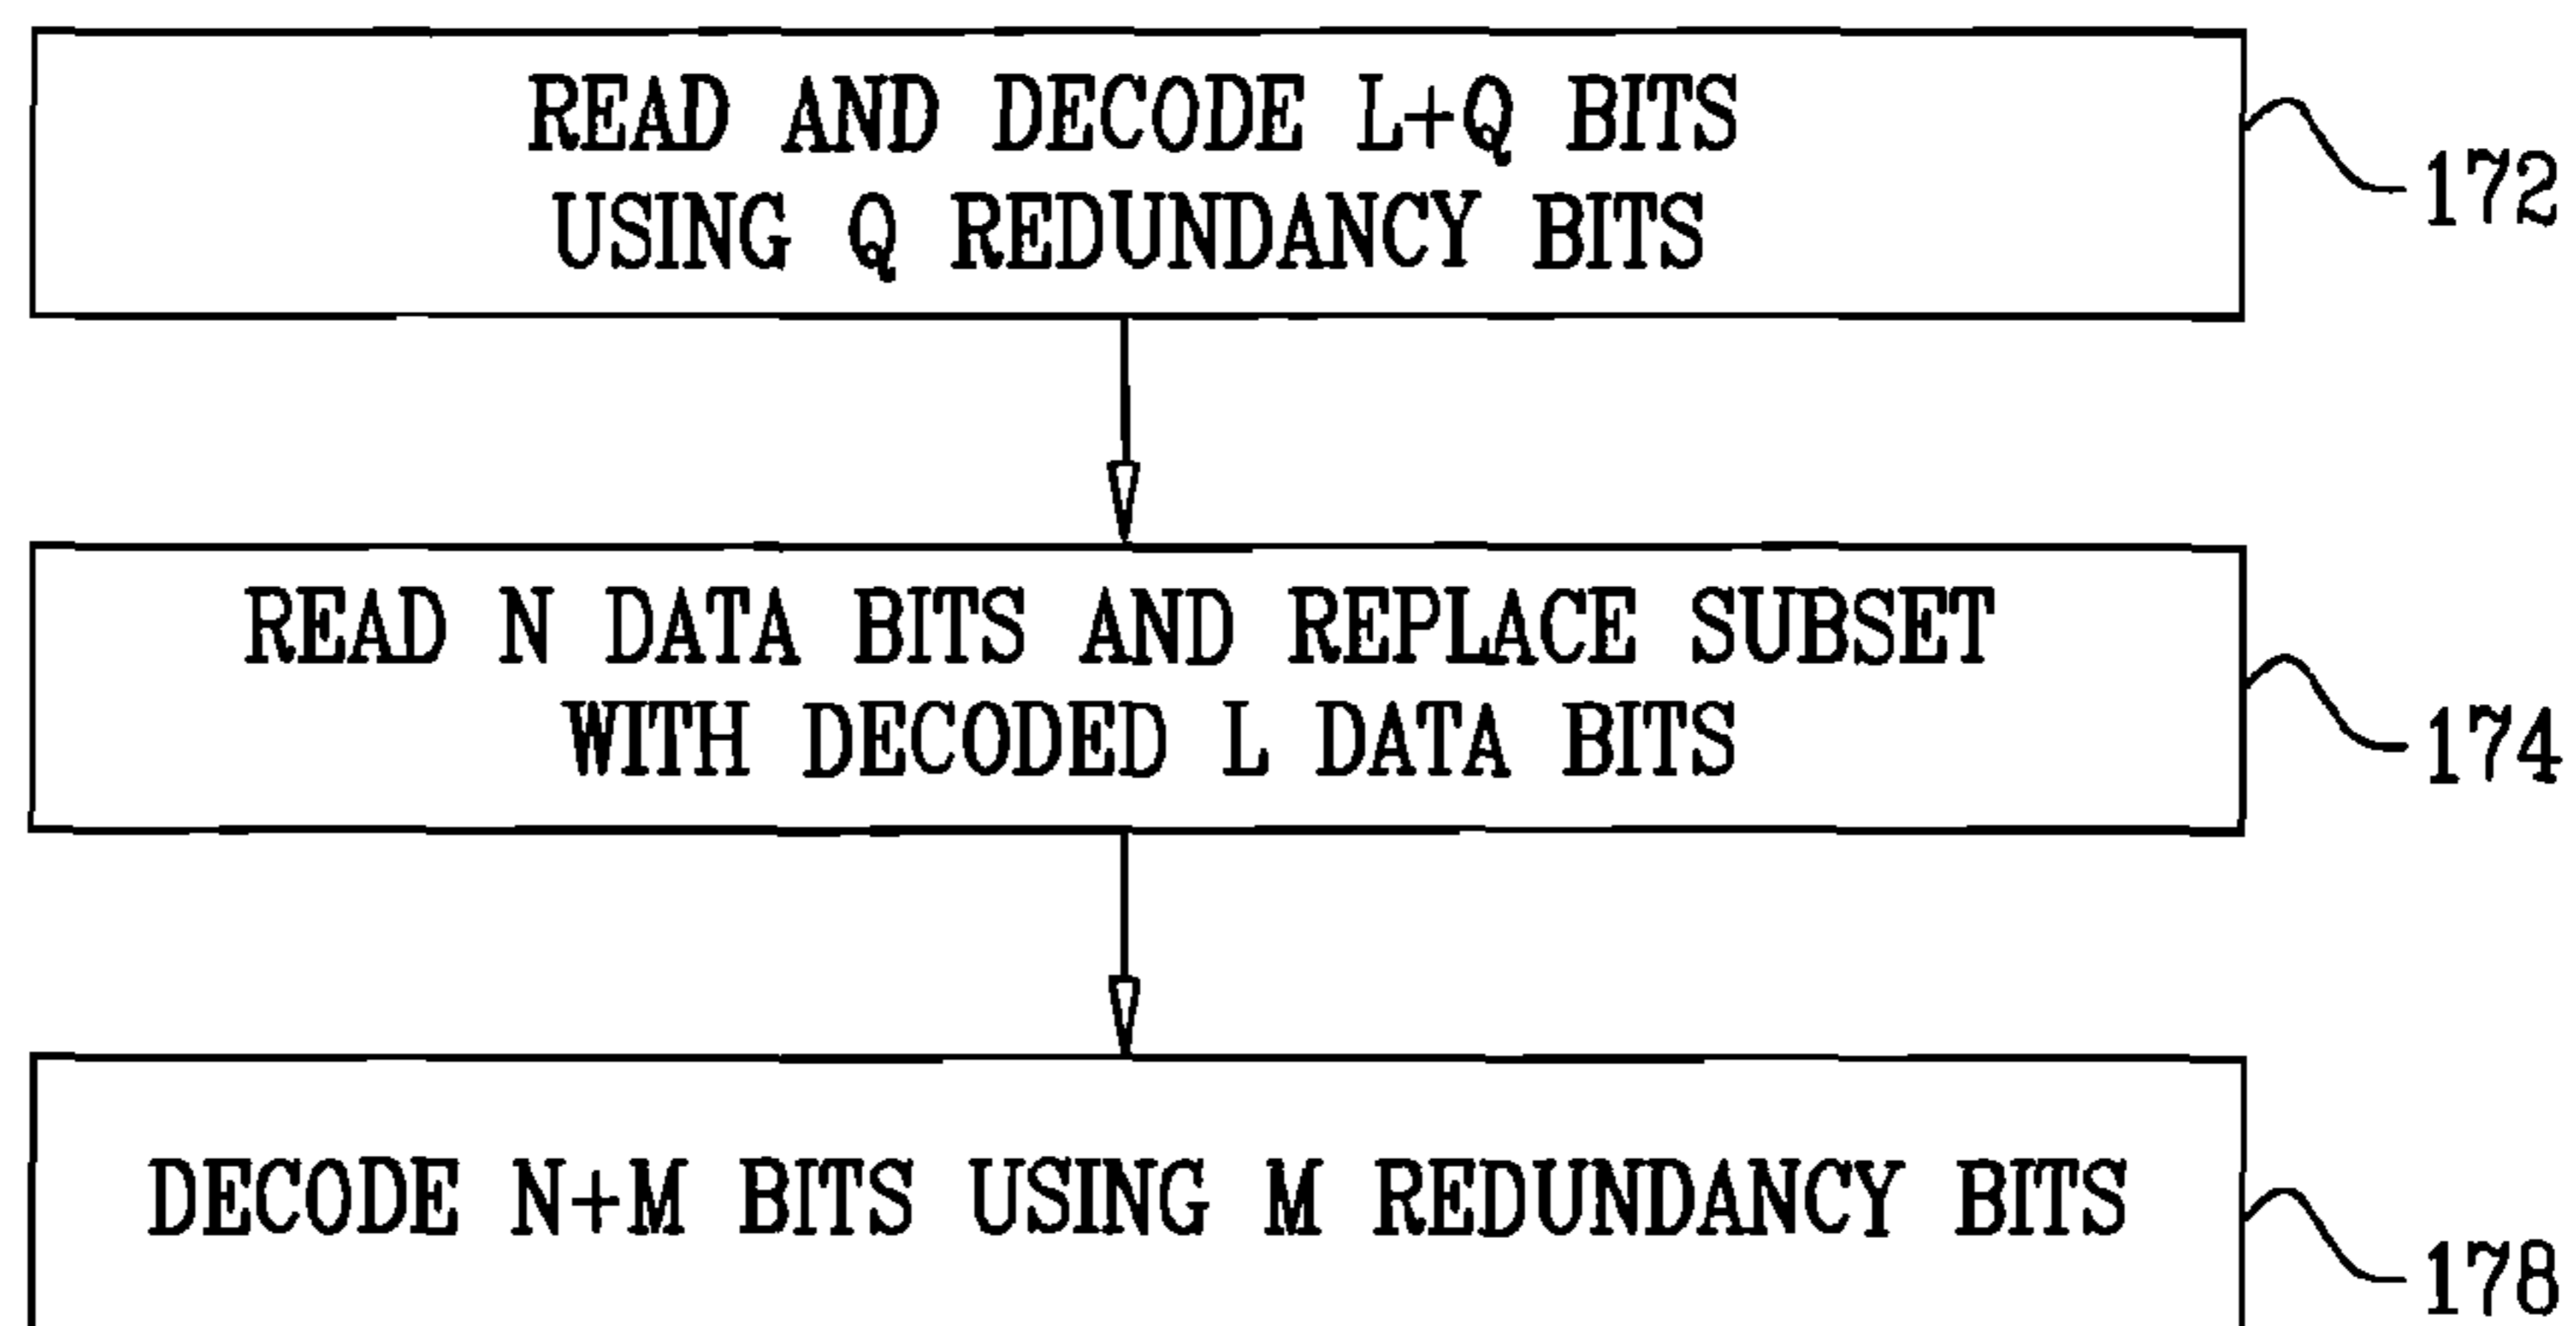 READ AND DECODE L+Q BITS
USING Q REDUNDANCY BITS
172
READ N DATA BITS AND REPLACE SUBSET
WITH DECODED L DATA BITS
174
DECODE N+M BITS USING M REDUNDANCY BITS
178